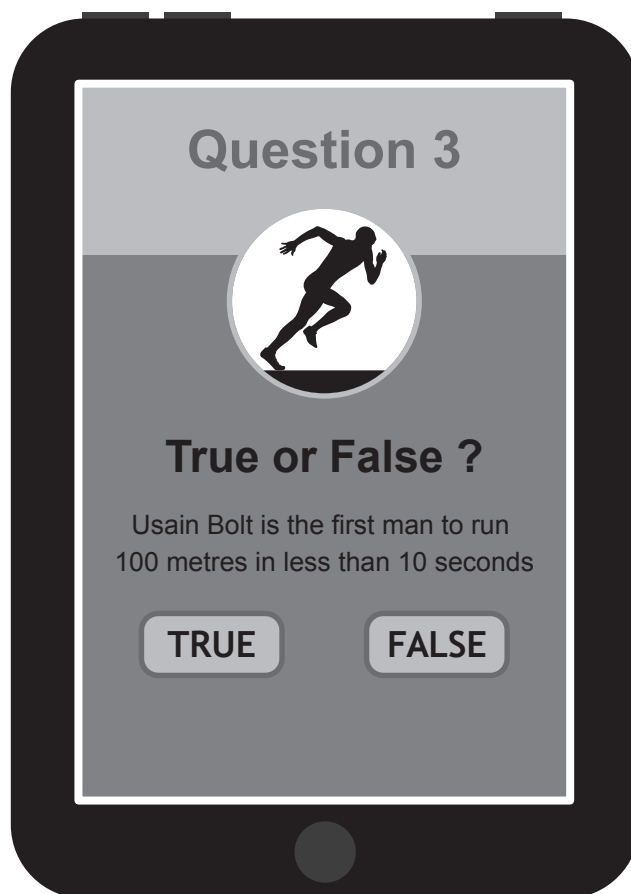 Question 3
True or False ?
Usain Bolt is the first man to run
100 metres in less than 10 seconds
TRUE
FALSE